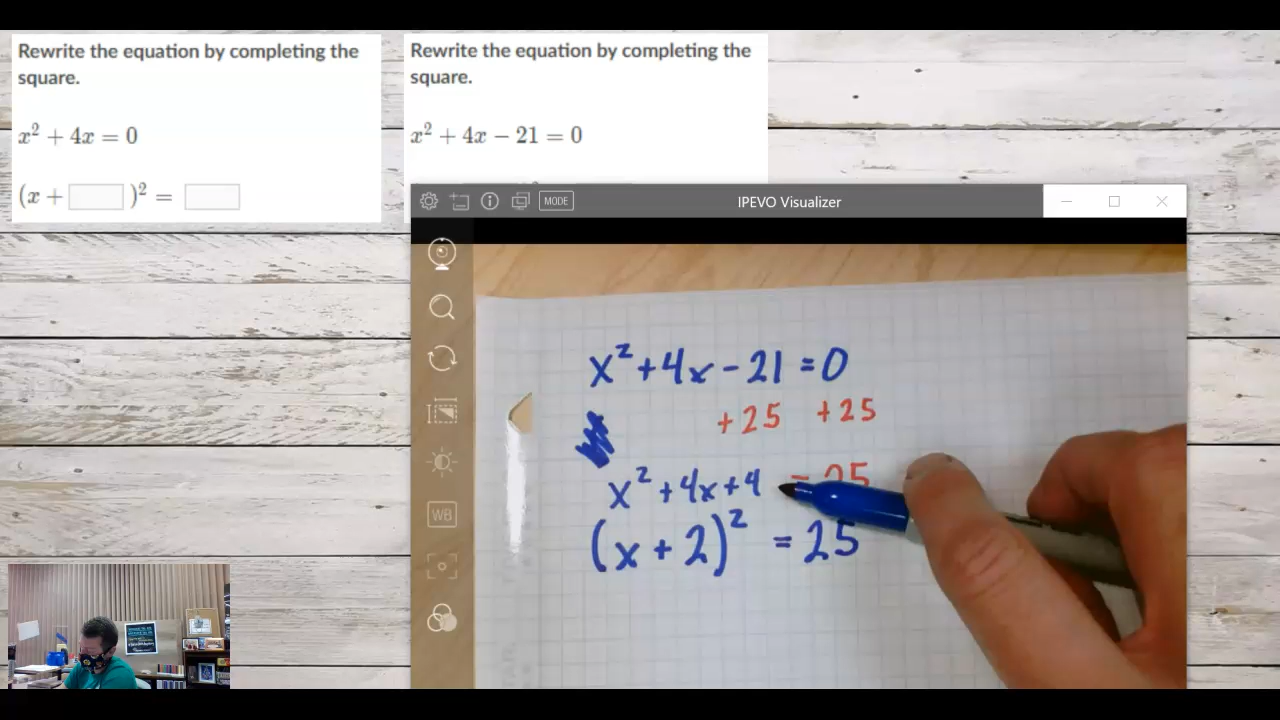 Rewrite the equation by completing the
square.
x² + 4x = 0
(x + )² =
Rewrite the equation by completing the
square.
x² + 4x − 21 = 0
MODE
IPEVO Visualizer
WB
x²+4x-21=0
+25 +25
x²+4x+4 = 25
(x+2)² = 25